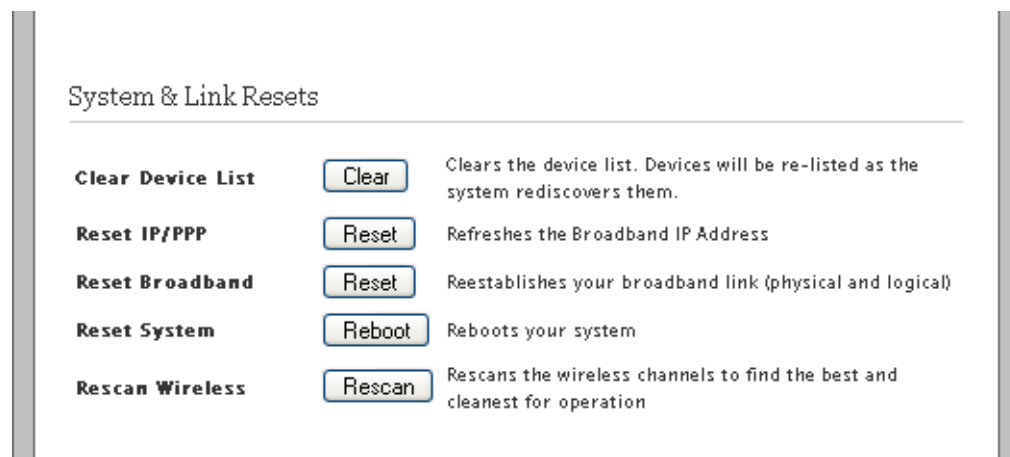 System & Link Resets
Clear Device List
Clear
Clears the device list. Devices will be re-listed as the
system rediscovers them.
Reset IP/PPP
Reset
Refreshes the Broadband IP Address
Reset Broadband
Reset
Reestablishes your broadband link (physical and logical)
Reset System
Reboot
Reboots your system
Rescan Wireless
Rescan
Rescans the wireless channels to find the best and
cleanest for operation